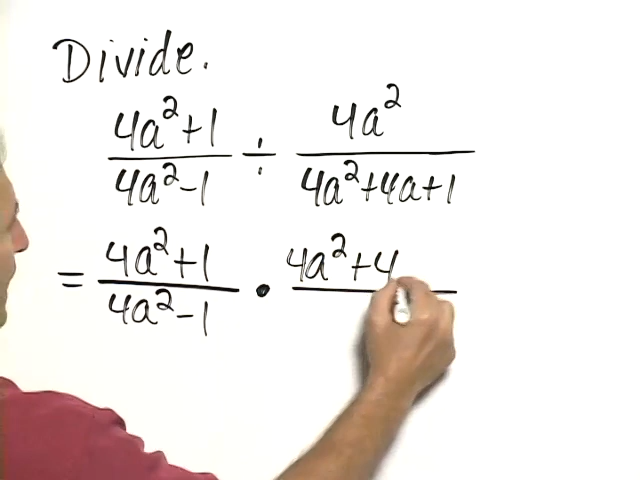 Divide.
4a²+1 ÷ 4a²
4a²-1 4a²+4a+1
= 4a²+1 · 4a²+4
4a²-1